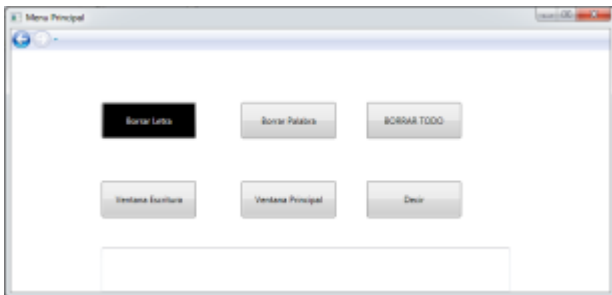 Menu Principal
Borrar Letra
Borrar Palabra
BORRAR TODO
Ventana Escritura
Ventana Principal
Decir